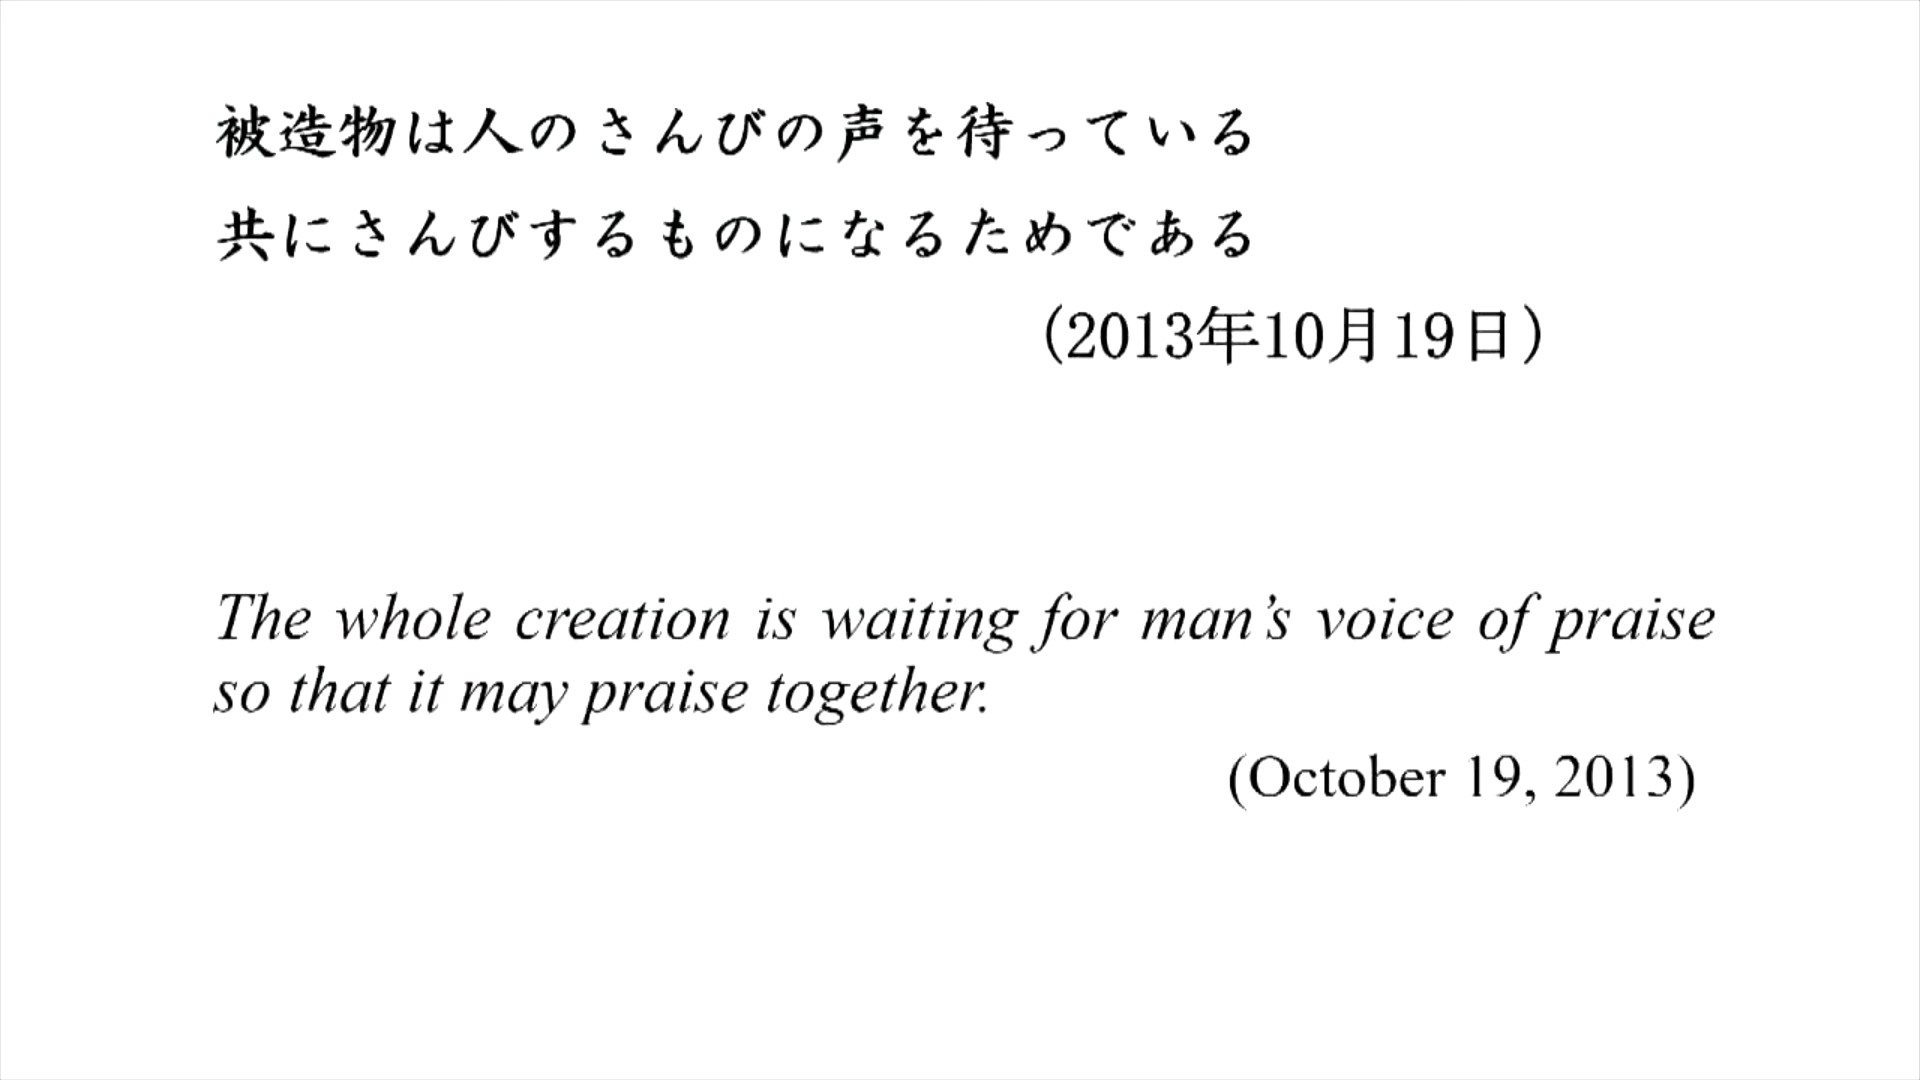 被造物は人のさんびの声を待っている
共にさんびするものになるためである
（2013年10月19日）
The whole creation is waiting for man’s voice of praise
so that it may praise together.
(October 19, 2013)